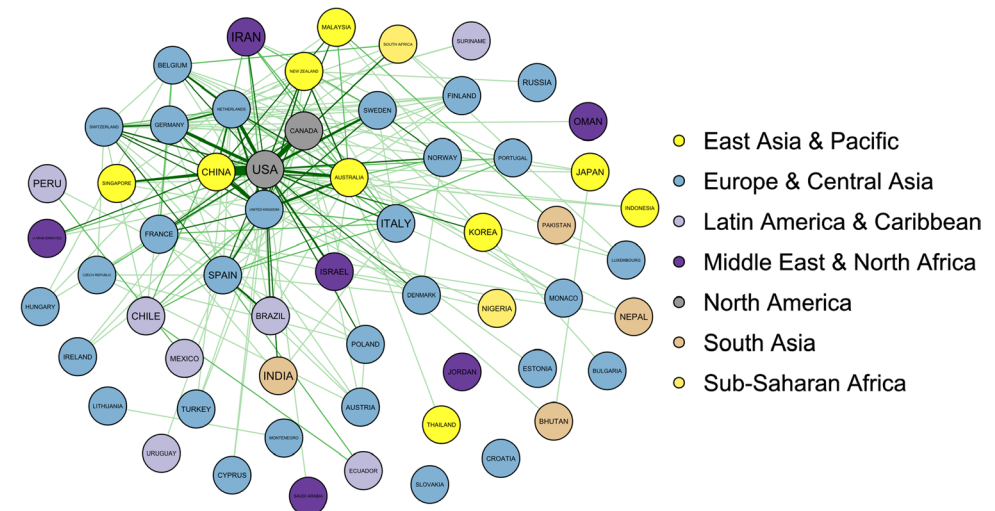 MALAYSIA
IRAN
SOUTH AFRICA
SURINAME
BELGIUM
NEW ZEALAND
RUSSIA
FINLAND
NETHERLANDS
SWEDEN
OMAN
SWITZERLAND
GERMANY
CANADA
NORWAY
PORTUGAL
USA
CHINA
JAPAN
AUSTRALIA
PERU
SINGAPORE
INDONESIA
UNITED KINGDOM
ITALY
PAKISTAN
KOREA
FRANCE
LUXEMBOURG
ISRAEL
CZECH REPUBLIC
SPAIN
DENMARK
MONACO
HUNGARY
NIGERIA
CHILE
BRAZIL
NEPAL
POLAND
IRELAND
MEXICO
ESTONIA
BULGARIA
JORDAN
INDIA
LITHUANIA
TURKEY
AUSTRIA
BHUTAN
THAILAND
MONTENEGRO
URUGUAY
CROATIA
ECUADOR
CYPRUS
SLOVAKIA
SAUDI ARABIA
East Asia & Pacific
Europe & Central Asia
Latin America & Caribbean
Middle East & North Africa
North America
South Asia
Sub-Saharan Africa